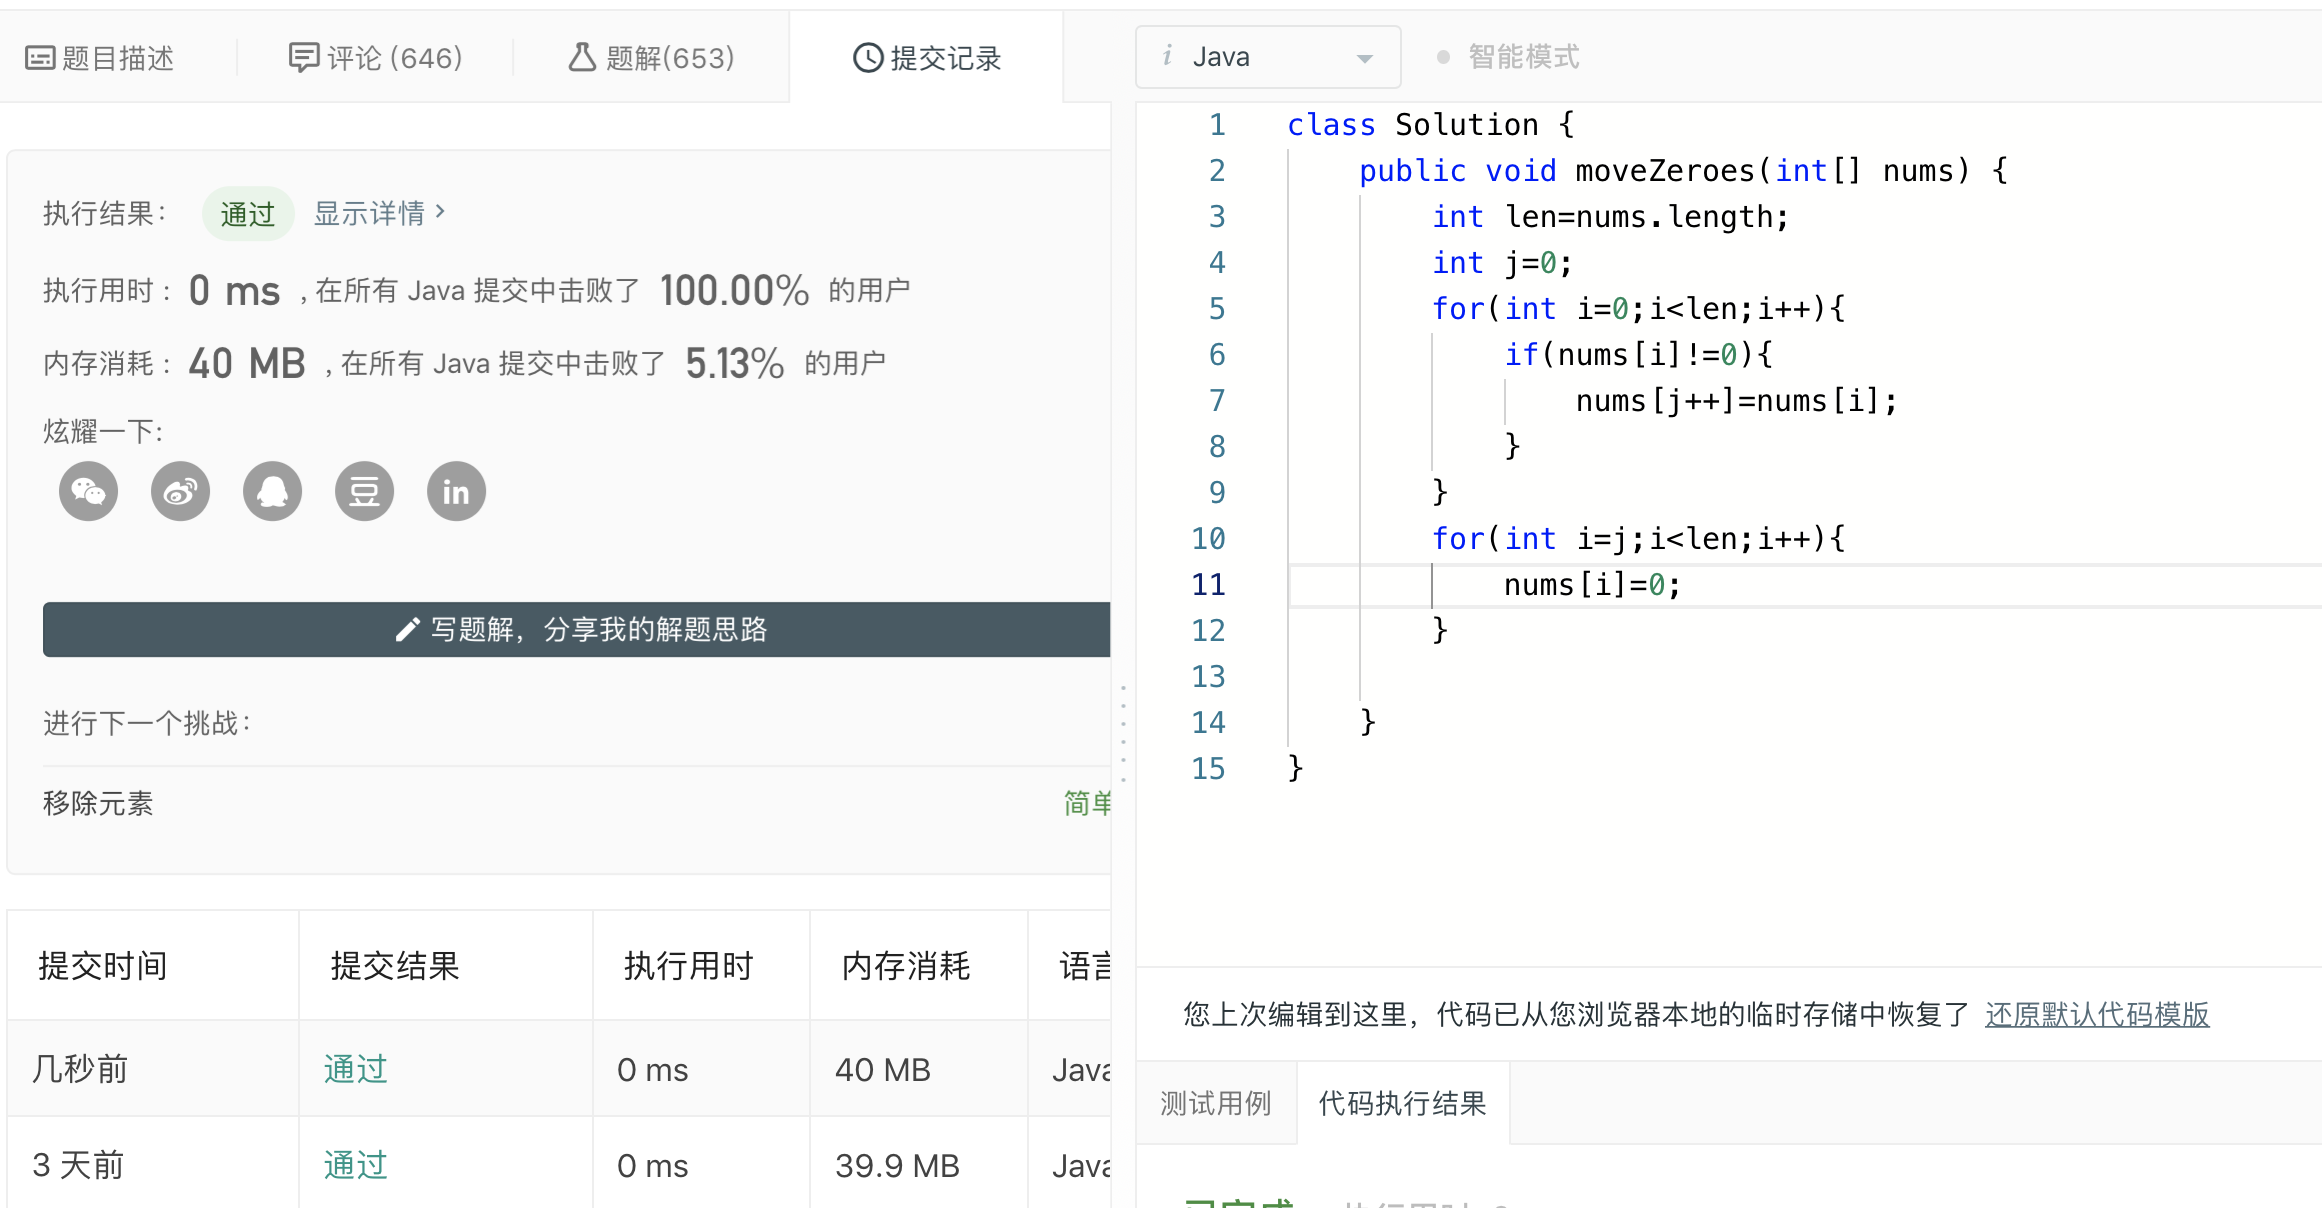 题目描述
评论 (646)
题解(653)
提交记录
执行结果：
通过
显示详情 >
执行用时 : 0 ms , 在所有 Java 提交中击败了 100.00% 的用户
内存消耗 : 40 MB , 在所有 Java 提交中击败了 5.13% 的用户
炫耀一下:
豆
in
写题解，分享我的解题思路
进行下一个挑战：
移除元素
简单
提交时间 提交结果 执行用时 内存消耗 语言
几秒前 通过 0 ms 40 MB Java
3 天前 通过 0 ms 39.9 MB Java
i Java
智能模式
1 class Solution {
2 public void moveZeroes(int[] nums) {
3 int len=nums.length;
4 int j=0;
5 for(int i=0;i<len;i++){
6 if(nums[i]!=0){
7 nums[j++]=nums[i];
8 }
9 }
10 for(int i=j;i<len;i++){
11 nums[i]=0;
12 }
13
14 }
15 }
您上次编辑到这里，代码已从您浏览器本地的临时存储中恢复了 还原默认代码模版
测试用例
代码执行结果